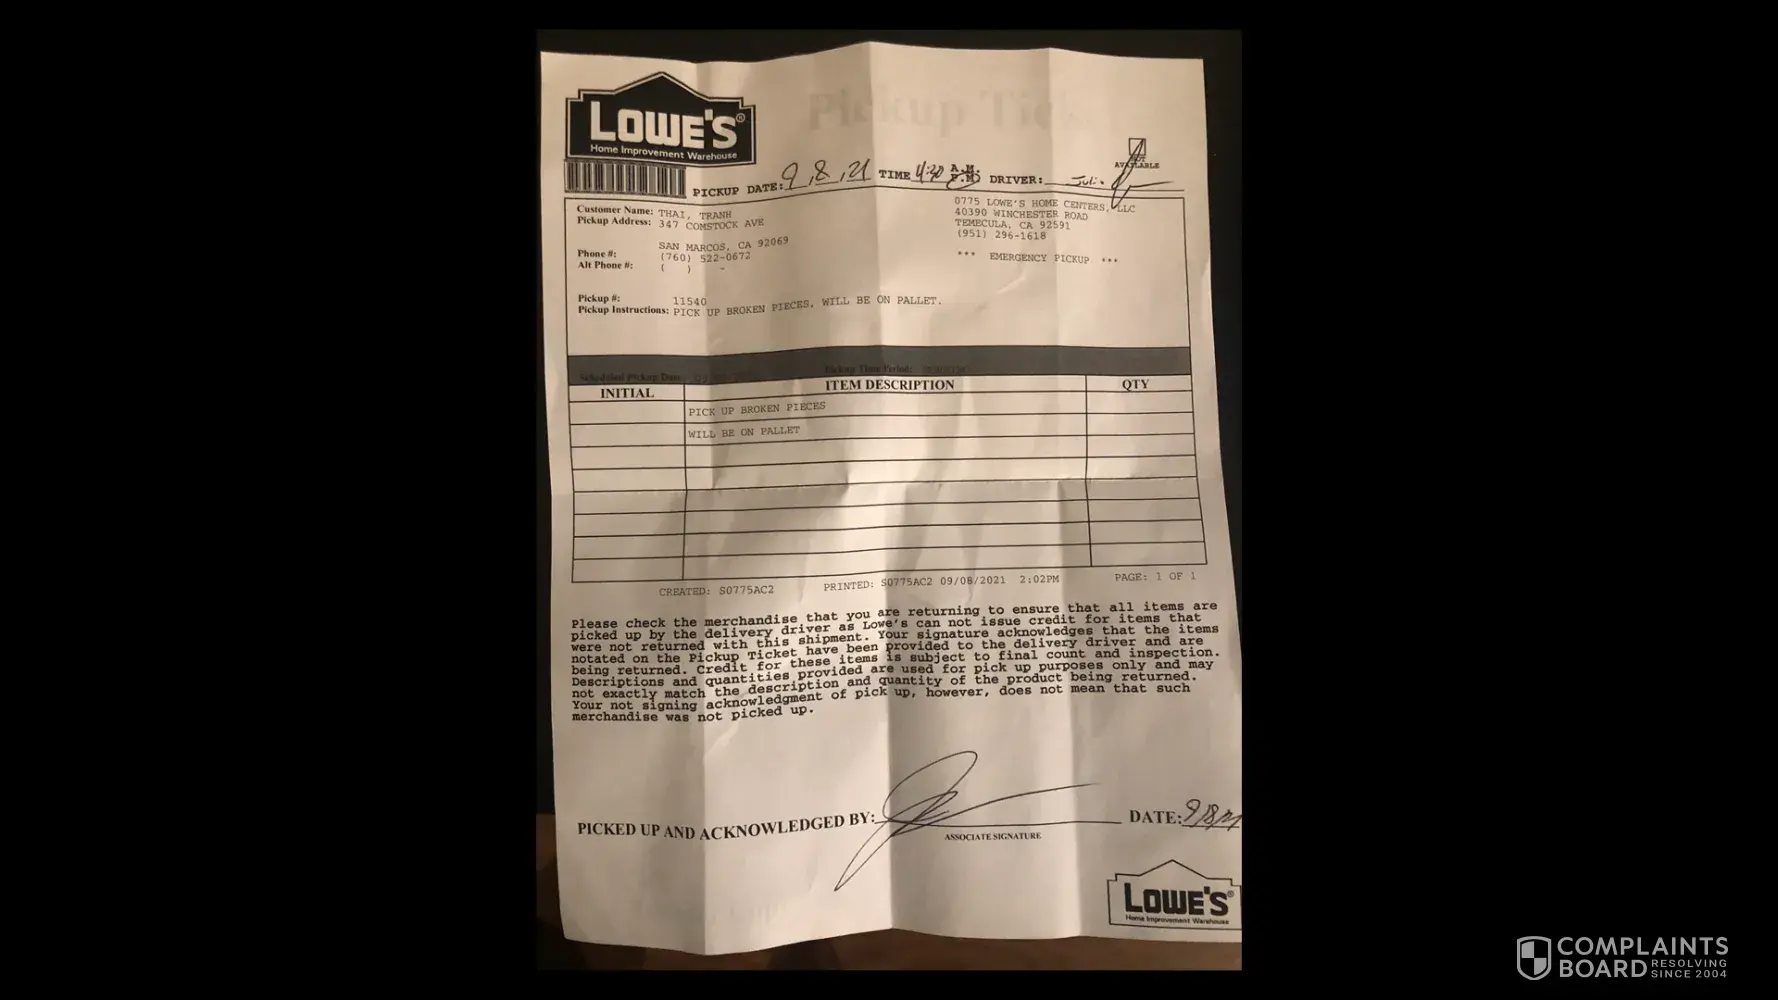 Pickup Ticket
LOWE'S®
Home Improvement Warehouse
NOT AVAILABLE
PICKUP DATE: 9,8,21 TIME 4:30 A.M. P.M. DRIVER:
Customer Name: THAI, TRANH
Pickup Address: 347 COMSTOCK AVE
SAN MARCOS, CA 92069
Phone #: (760) 522-0672
Alt Phone #: ( ) -
0775 LOWE'S HOME CENTERS, LLC
40390 WINCHESTER ROAD
TEMECULA, CA 92591
(951) 296-1618
*** EMERGENCY PICKUP ***
Pickup #: 11540
Pickup Instructions: PICK UP BROKEN PIECES. WILL BE ON PALLET.
Scheduled Pickup Date: Pickup Time Period:
INITIAL ITEM DESCRIPTION QTY
PICK UP BROKEN PIECES
WILL BE ON PALLET
CREATED: S0775AC2 PRINTED: S0775AC2 09/08/2021 2:02PM PAGE: 1 OF 1
Please check the merchandise that you are returning to ensure that all items are
picked up by the delivery driver as Lowe's can not issue credit for items that
were not returned with this shipment. Your signature acknowledges that the items
notated on the Pickup Ticket have been provided to the delivery driver and are
being returned. Credit for these items is subject to final count and inspection.
Descriptions and quantities provided are used for pick up purposes only and may
not exactly match the description and quantity of the product being returned.
Your not signing acknowledgment of pick up, however, does not mean that such
merchandise was not picked up.
PICKED UP AND ACKNOWLEDGED BY: DATE: 9/8/21
ASSOCIATE SIGNATURE
LOWE'S®
Home Improvement Warehouse
COMPLAINTS
BOARD RESOLVING
SINCE 2004